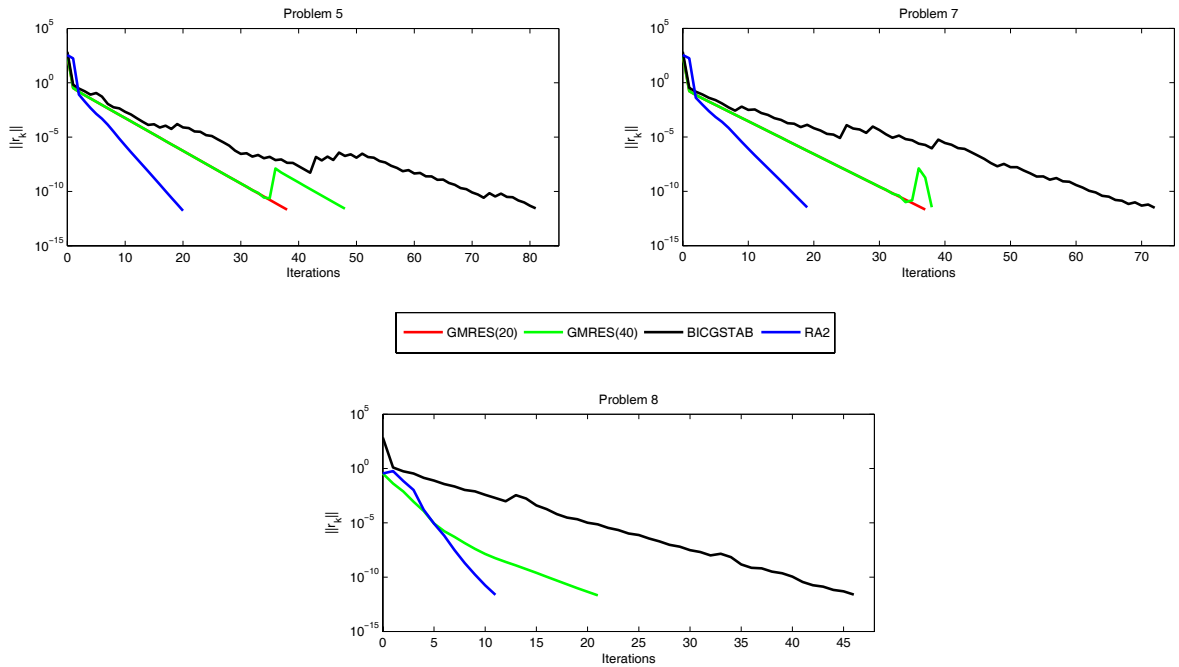 Problem 5
10^5
10^0
10^-5
10^-10
10^-15
||r_k||
0 10 20 30 40 50 60 70 80
Iterations
Problem 7
10^5
10^0
10^-5
10^-10
10^-15
||r_k||
0 10 20 30 40 50 60 70
Iterations
GMRES(20) GMRES(40) BICGSTAB RA2
Problem 8
10^5
10^0
10^-5
10^-10
10^-15
||r_k||
0 5 10 15 20 25 30 35 40 45
Iterations